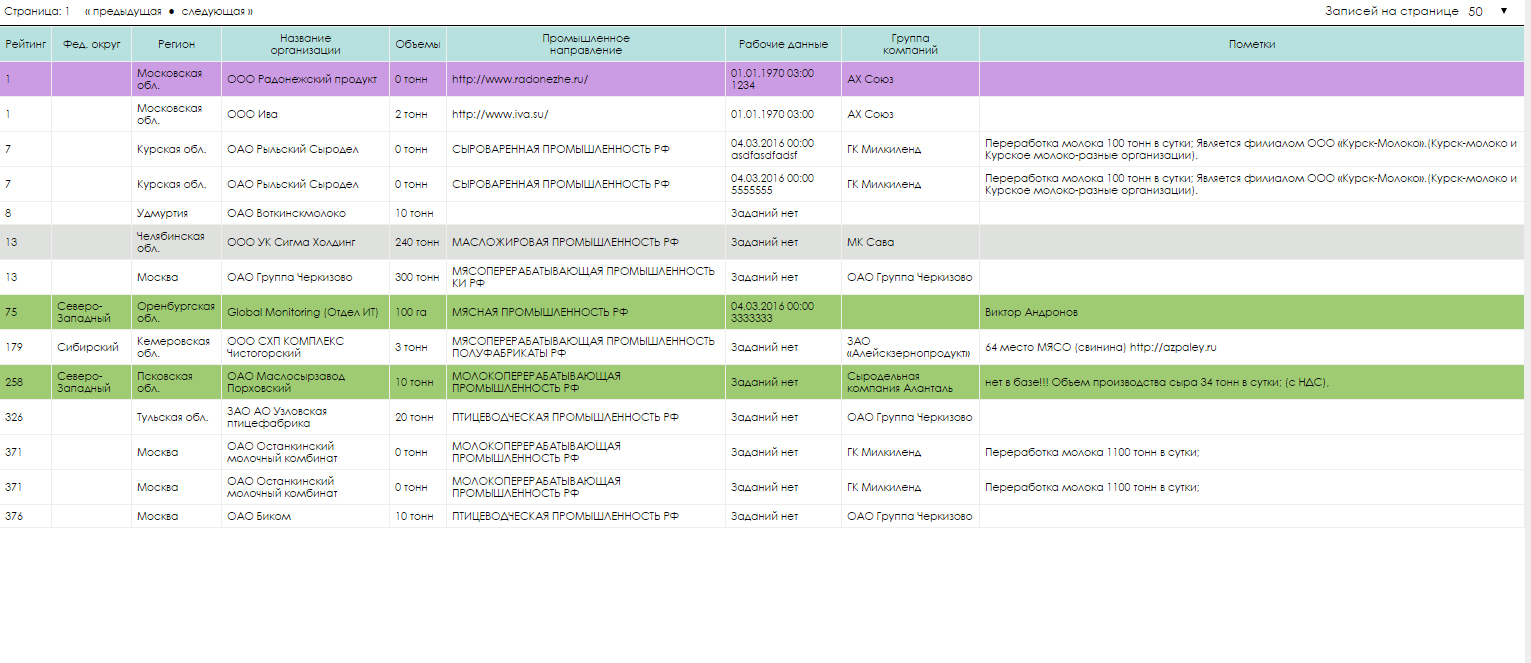 Страница: 1 « предыдущая ● следующая » Записей на странице 50 ▼
Рейтинг Фед. округ Регион Название организации Объемы Промышленное направление Рабочие данные Группа компаний Пометки
1 Московская обл. ООО Радонежский продукт 0 тонн http://www.radonezhe.ru/ 01.01.1970 03:00 1234 АХ Союз
1 Московская обл. ООО Ива 2 тонн http://www.iva.su/ 01.01.1970 03:00 АХ Союз
7 Курская обл. ОАО Рыльский Сыродел 0 тонн СЫРОВАРЕННАЯ ПРОМЫШЛЕННОСТЬ РФ 04.03.2016 00:00 asdfasdfadsf ГК Милкиленд Переработка молока 100 тонн в сутки; Является филиалом ООО «Курск-Молоко».(Курск-молоко и Курское молоко-разные организации).
7 Курская обл. ОАО Рыльский Сыродел 0 тонн СЫРОВАРЕННАЯ ПРОМЫШЛЕННОСТЬ РФ 04.03.2016 00:00 5555555 ГК Милкиленд Переработка молока 100 тонн в сутки; Является филиалом ООО «Курск-Молоко».(Курск-молоко и Курское молоко-разные организации).
8 Удмуртия ОАО Воткинскмолоко 10 тонн Заданий нет
13 Челябинская обл. ООО УК Сигма Холдинг 240 тонн МАСЛОЖИРОВАЯ ПРОМЫШЛЕННОСТЬ РФ Заданий нет МК Сава
13 Москва ОАО Группа Черкизово 300 тонн МЯСОПЕРЕРАБАТЫВАЮЩАЯ ПРОМЫШЛЕННОСТЬ КИ РФ Заданий нет ОАО Группа Черкизово
75 Северо-Западный Оренбургская обл. Global Monitoring (Отдел ИТ) 100 га МЯСНАЯ ПРОМЫШЛЕННОСТЬ РФ 04.03.2016 00:00 3333333 Виктор Андронов
179 Сибирский Кемеровская обл. ООО СХП КОМПЛЕКС Чистогорский 3 тонн МЯСОПЕРЕРАБАТЫВАЮЩАЯ ПРОМЫШЛЕННОСТЬ ПОЛУФАБРИКАТЫ РФ Заданий нет ЗАО «Алейскзернопродукт» 64 место МЯСО (свинина) http://azpaley.ru
258 Северо-Западный Псковская обл. ОАО Маслосырзавод Порховский 10 тонн МОЛОКОПЕРЕРАБАТЫВАЮЩАЯ ПРОМЫШЛЕННОСТЬ РФ Заданий нет Сыродельная компания Аланталь нет в базе!!! Объем производства сыра 34 тонн в сутки; (с НДС),
326 Тульская обл. ЗАО АО Узловская птицефабрика 20 тонн ПТИЦЕВОДЧЕСКАЯ ПРОМЫШЛЕННОСТЬ РФ Заданий нет ОАО Группа Черкизово
371 Москва ОАО Останкинский молочный комбинат 0 тонн МОЛОКОПЕРЕРАБАТЫВАЮЩАЯ ПРОМЫШЛЕННОСТЬ РФ Заданий нет ГК Милкиленд Переработка молока 1100 тонн в сутки;
371 Москва ОАО Останкинский молочный комбинат 0 тонн МОЛОКОПЕРЕРАБАТЫВАЮЩАЯ ПРОМЫШЛЕННОСТЬ РФ Заданий нет ГК Милкиленд Переработка молока 1100 тонн в сутки;
376 Москва ОАО Биком 10 тонн ПТИЦЕВОДЧЕСКАЯ ПРОМЫШЛЕННОСТЬ РФ Заданий нет ОАО Группа Черкизово